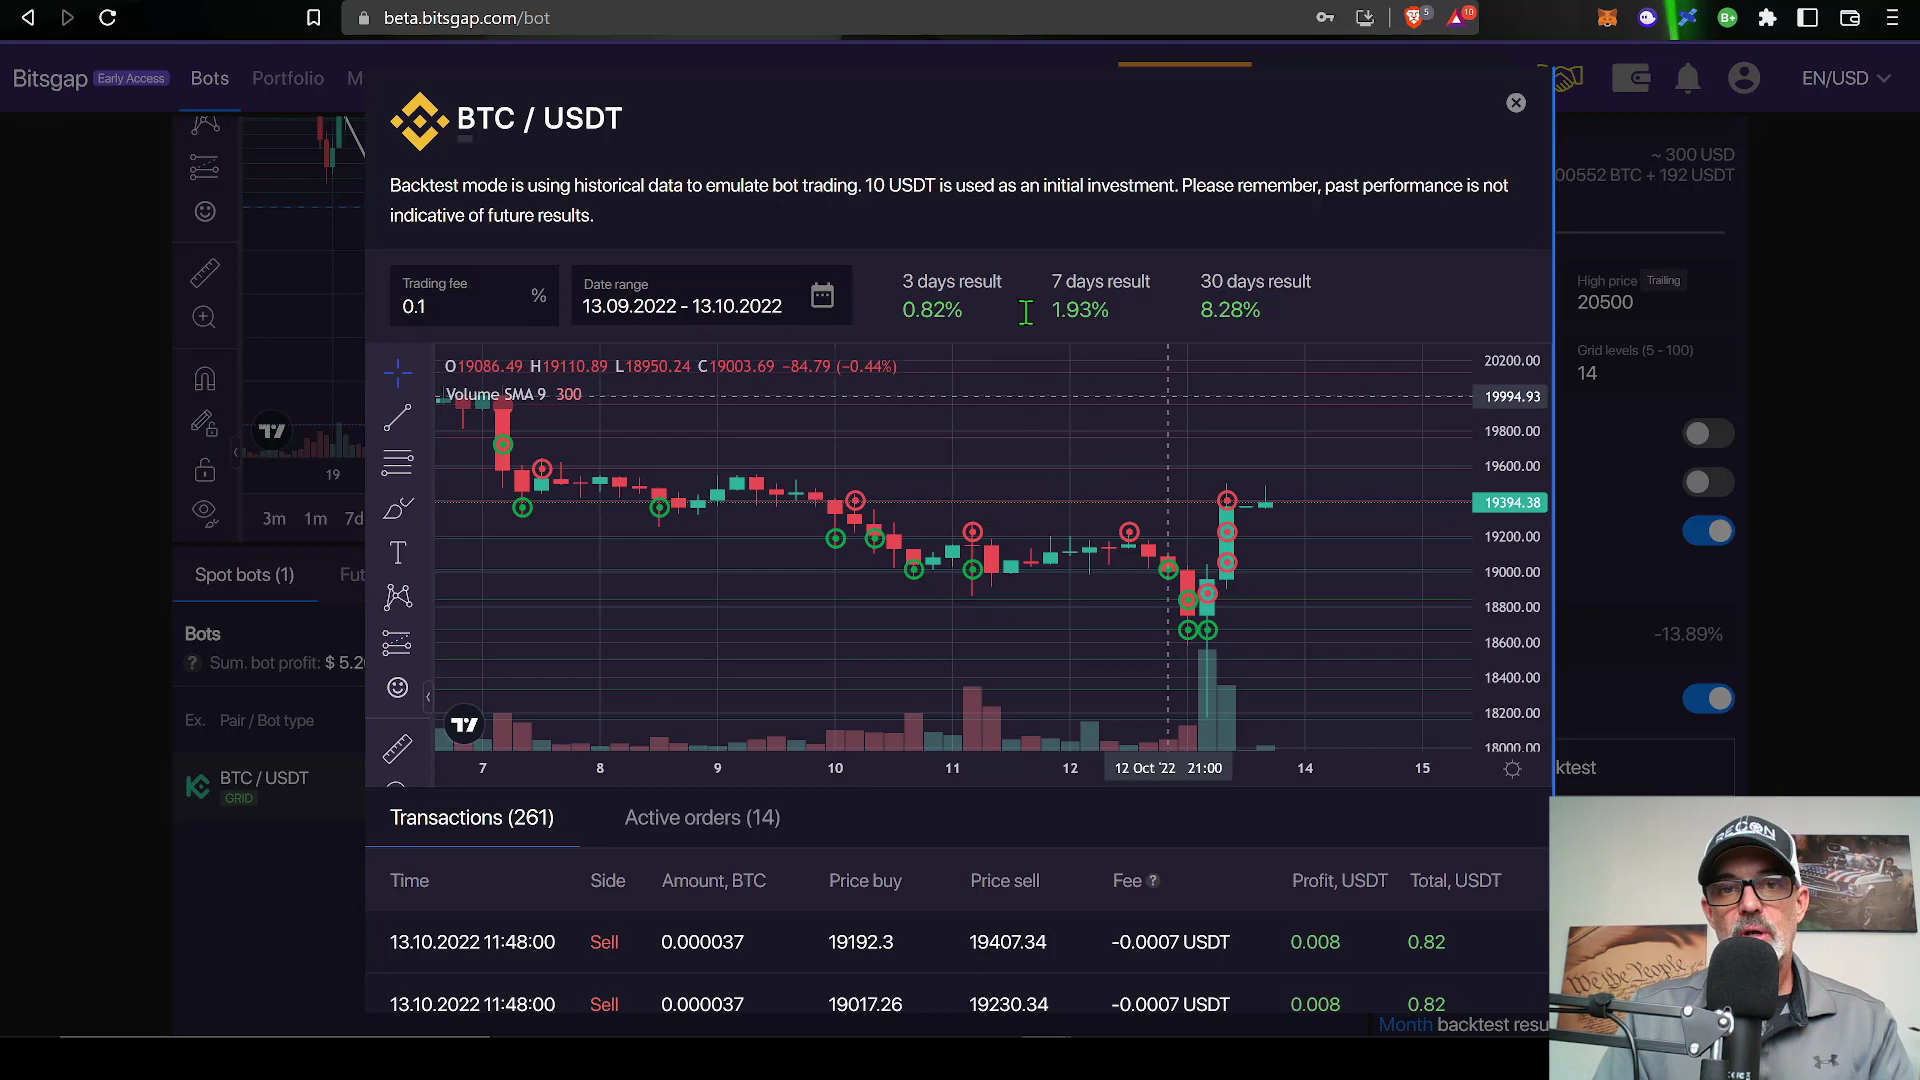 beta.bitsgap.com/bot
5
10
B+
Bitsgap Early Access Bots Portfolio M
EN/USD
BTC / USDT
Backtest mode is using historical data to emulate bot trading. 10 USDT is used as an initial investment. Please remember, past performance is not
indicative of future results.
~ 300 USD
00552 BTC + 192 USDT
Trading fee
0.1 %
Date range
13.09.2022 - 13.10.2022
3 days result
0.82%
7 days result
1.93%
30 days result
8.28%
High price Trailing
20500
Grid levels (5 - 100)
14
O19086.49 H19110.89 L18950.24 C19003.69 -84.79 (-0.44%)
Volume SMA 9 300
20200.00
19994.93
19800.00
19600.00
19394.38
19200.00
19000.00
18800.00
18600.00
18400.00
18200.00
18000.00
19
3m 1m 7d
Spot bots (1) Fut
Bots
Sum. bot profit: $ 5.20
Ex. Pair / Bot type
BTC / USDT
GRID
-13.89%
ktest
7 8 9 10 11 12 12 Oct '22 21:00 14 15
Transactions (261) Active orders (14)
Time Side Amount, BTC Price buy Price sell Fee ? Profit, USDT Total, USDT
13.10.2022 11:48:00 Sell 0.000037 19192.3 19407.34 -0.0007 USDT 0.008 0.82
13.10.2022 11:48:00 Sell 0.000037 19017.26 19230.34 -0.0007 USDT 0.008 0.82
Month backtest resu
RECON
We the People